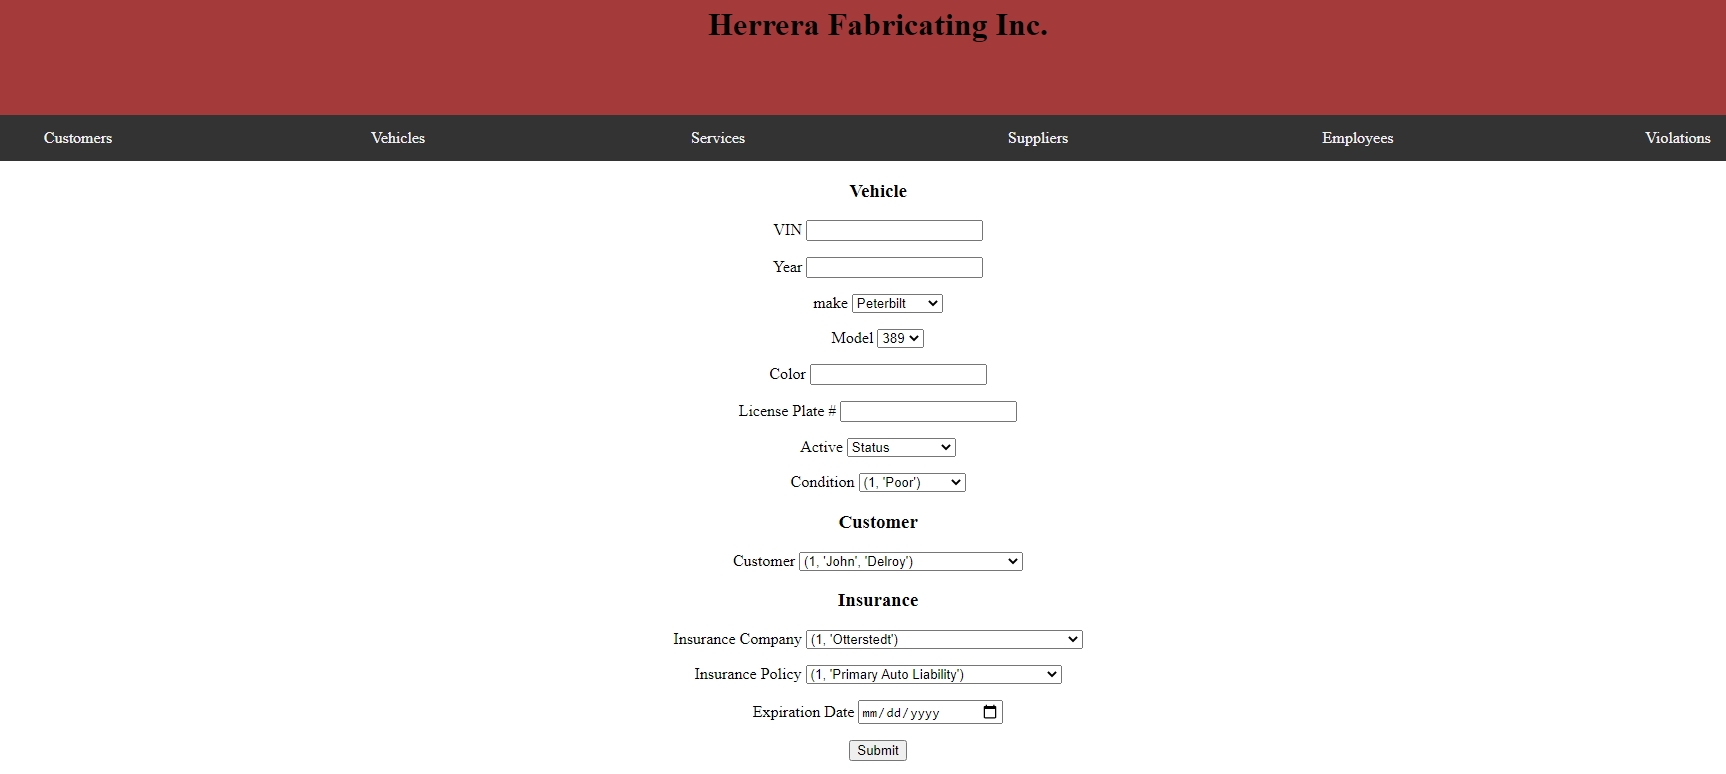 Herrera Fabricating Inc.
Customers Vehicles Services Suppliers Employees Violations
Vehicle
VIN
Year
make Peterbilt
Model 389
Color
License Plate #
Active Status
Condition (1, 'Poor')
Customer
Customer (1, 'John', 'Delroy')
Insurance
Insurance Company (1, 'Otterstedt')
Insurance Policy (1, 'Primary Auto Liability')
Expiration Date mm/dd/yyyy
Submit